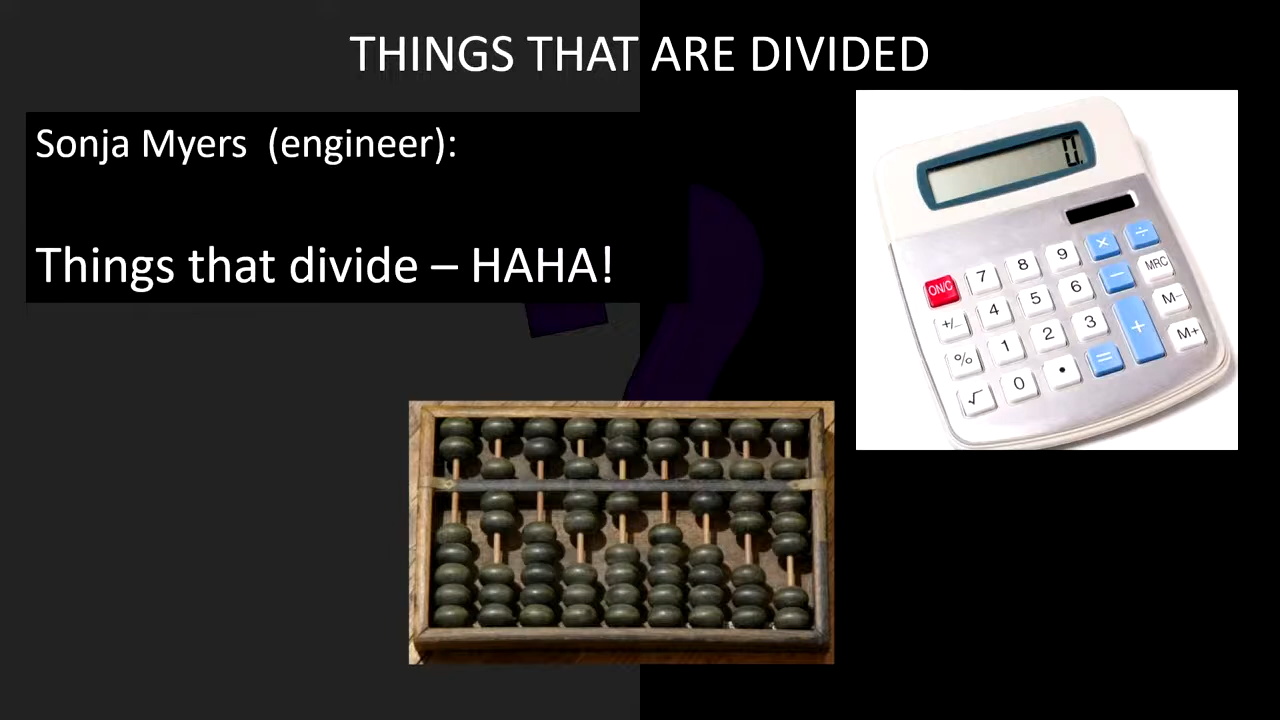 THINGS THAT ARE DIVIDED
Sonja Myers (engineer):
Things that divide – HAHA!
0.
× ÷
7 8 9 − MRC
ON/C
4 5 6 M−
+/− 1 2 3 + M+
% 0 • =
√